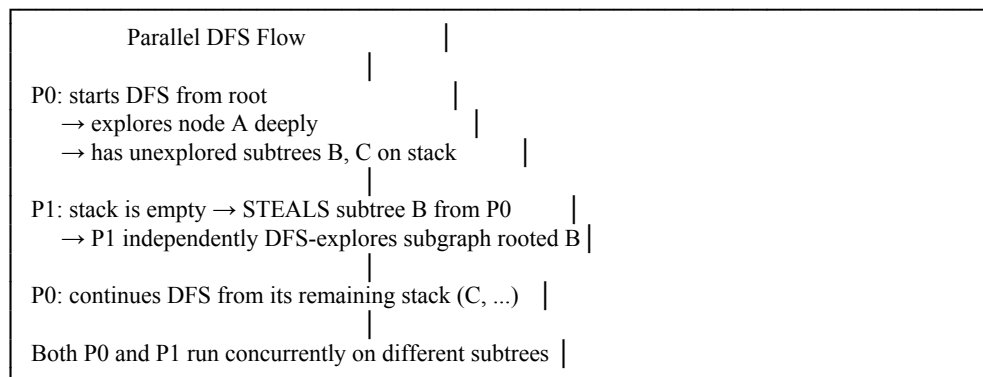 Parallel DFS Flow
P0: starts DFS from root
→ explores node A deeply
→ has unexplored subtrees B, C on stack
P1: stack is empty → STEALS subtree B from P0
→ P1 independently DFS-explores subgraph rooted B
P0: continues DFS from its remaining stack (C, ...)
Both P0 and P1 run concurrently on different subtrees